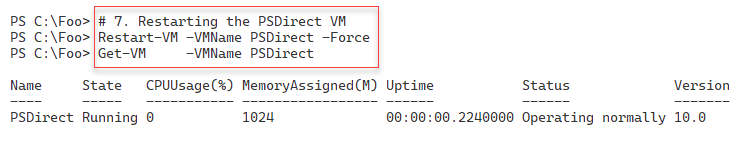 PS C:\Foo> # 7. Restarting the PSDirect VM
PS C:\Foo> Restart-VM -VMName PSDirect -Force
PS C:\Foo> Get-VM     -VMName PSDirect
Name     State   CPUUsage(%) MemoryAssigned(M) Uptime           Status             Version
----     -----   ----------- ----------------- ------           ------             -------
PSDirect Running 0           1024              00:00:00.2240000 Operating normally 10.0